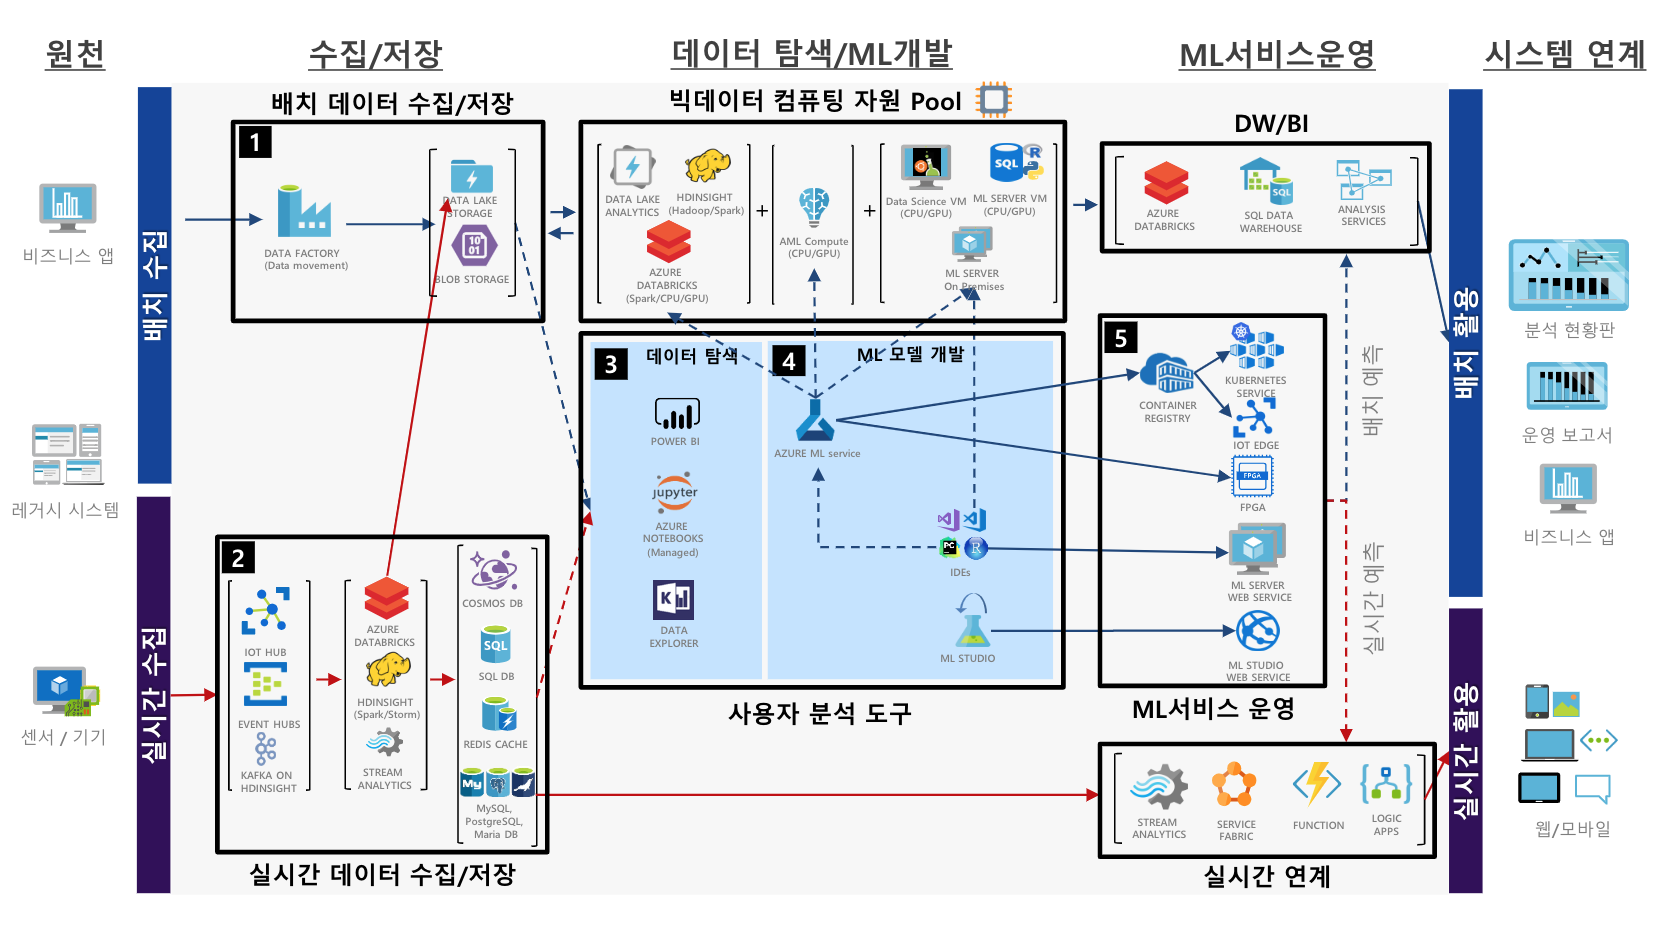 원천
수집/저장
데이터 탐색/ML개발
ML서비스운영
시스템 연계
배치 수집
실시간 수집
비즈니스 앱
레거시 시스템
센서 / 기기
배치 데이터 수집/저장
1
DATA FACTORY
(Data movement)
DATA LAKE
STORAGE
10
01
BLOB STORAGE
2
IOT HUB
EVENT HUBS
KAFKA ON
HDINSIGHT
AZURE
DATABRICKS
HDINSIGHT
(Spark/Storm)
STREAM
ANALYTICS
COSMOS DB
SQL
SQL DB
REDIS CACHE
My
MySQL,
PostgreSQL,
Maria DB
실시간 데이터 수집/저장
빅데이터 컴퓨팅 자원 Pool
DATA LAKE
ANALYTICS
HDINSIGHT
(Hadoop/Spark)
AZURE
DATABRICKS
(Spark/CPU/GPU)
+
AML Compute
(CPU/GPU)
+
Data Science VM
(CPU/GPU)
SQL
R
ML SERVER VM
(CPU/GPU)
ML SERVER
On Premises
3
데이터 탐색
POWER BI
jupyter
AZURE
NOTEBOOKS
(Managed)
K
DATA
EXPLORER
4
ML 모델 개발
AZURE ML service
PC
R
IDEs
ML STUDIO
사용자 분석 도구
DW/BI
AZURE
DATABRICKS
SQL
SQL DATA
WAREHOUSE
ANALYSIS
SERVICES
5
CONTAINER
REGISTRY
KUBERNETES
SERVICE
IOT EDGE
FPGA
FPGA
ML SERVER
WEB SERVICE
ML STUDIO
WEB SERVICE
ML서비스 운영
배치 예측
실시간 예측
STREAM
ANALYTICS
SERVICE
FABRIC
FUNCTION
LOGIC
APPS
실시간 연계
배치 활용
실시간 활용
분석 현황판
운영 보고서
비즈니스 앱
웹/모바일